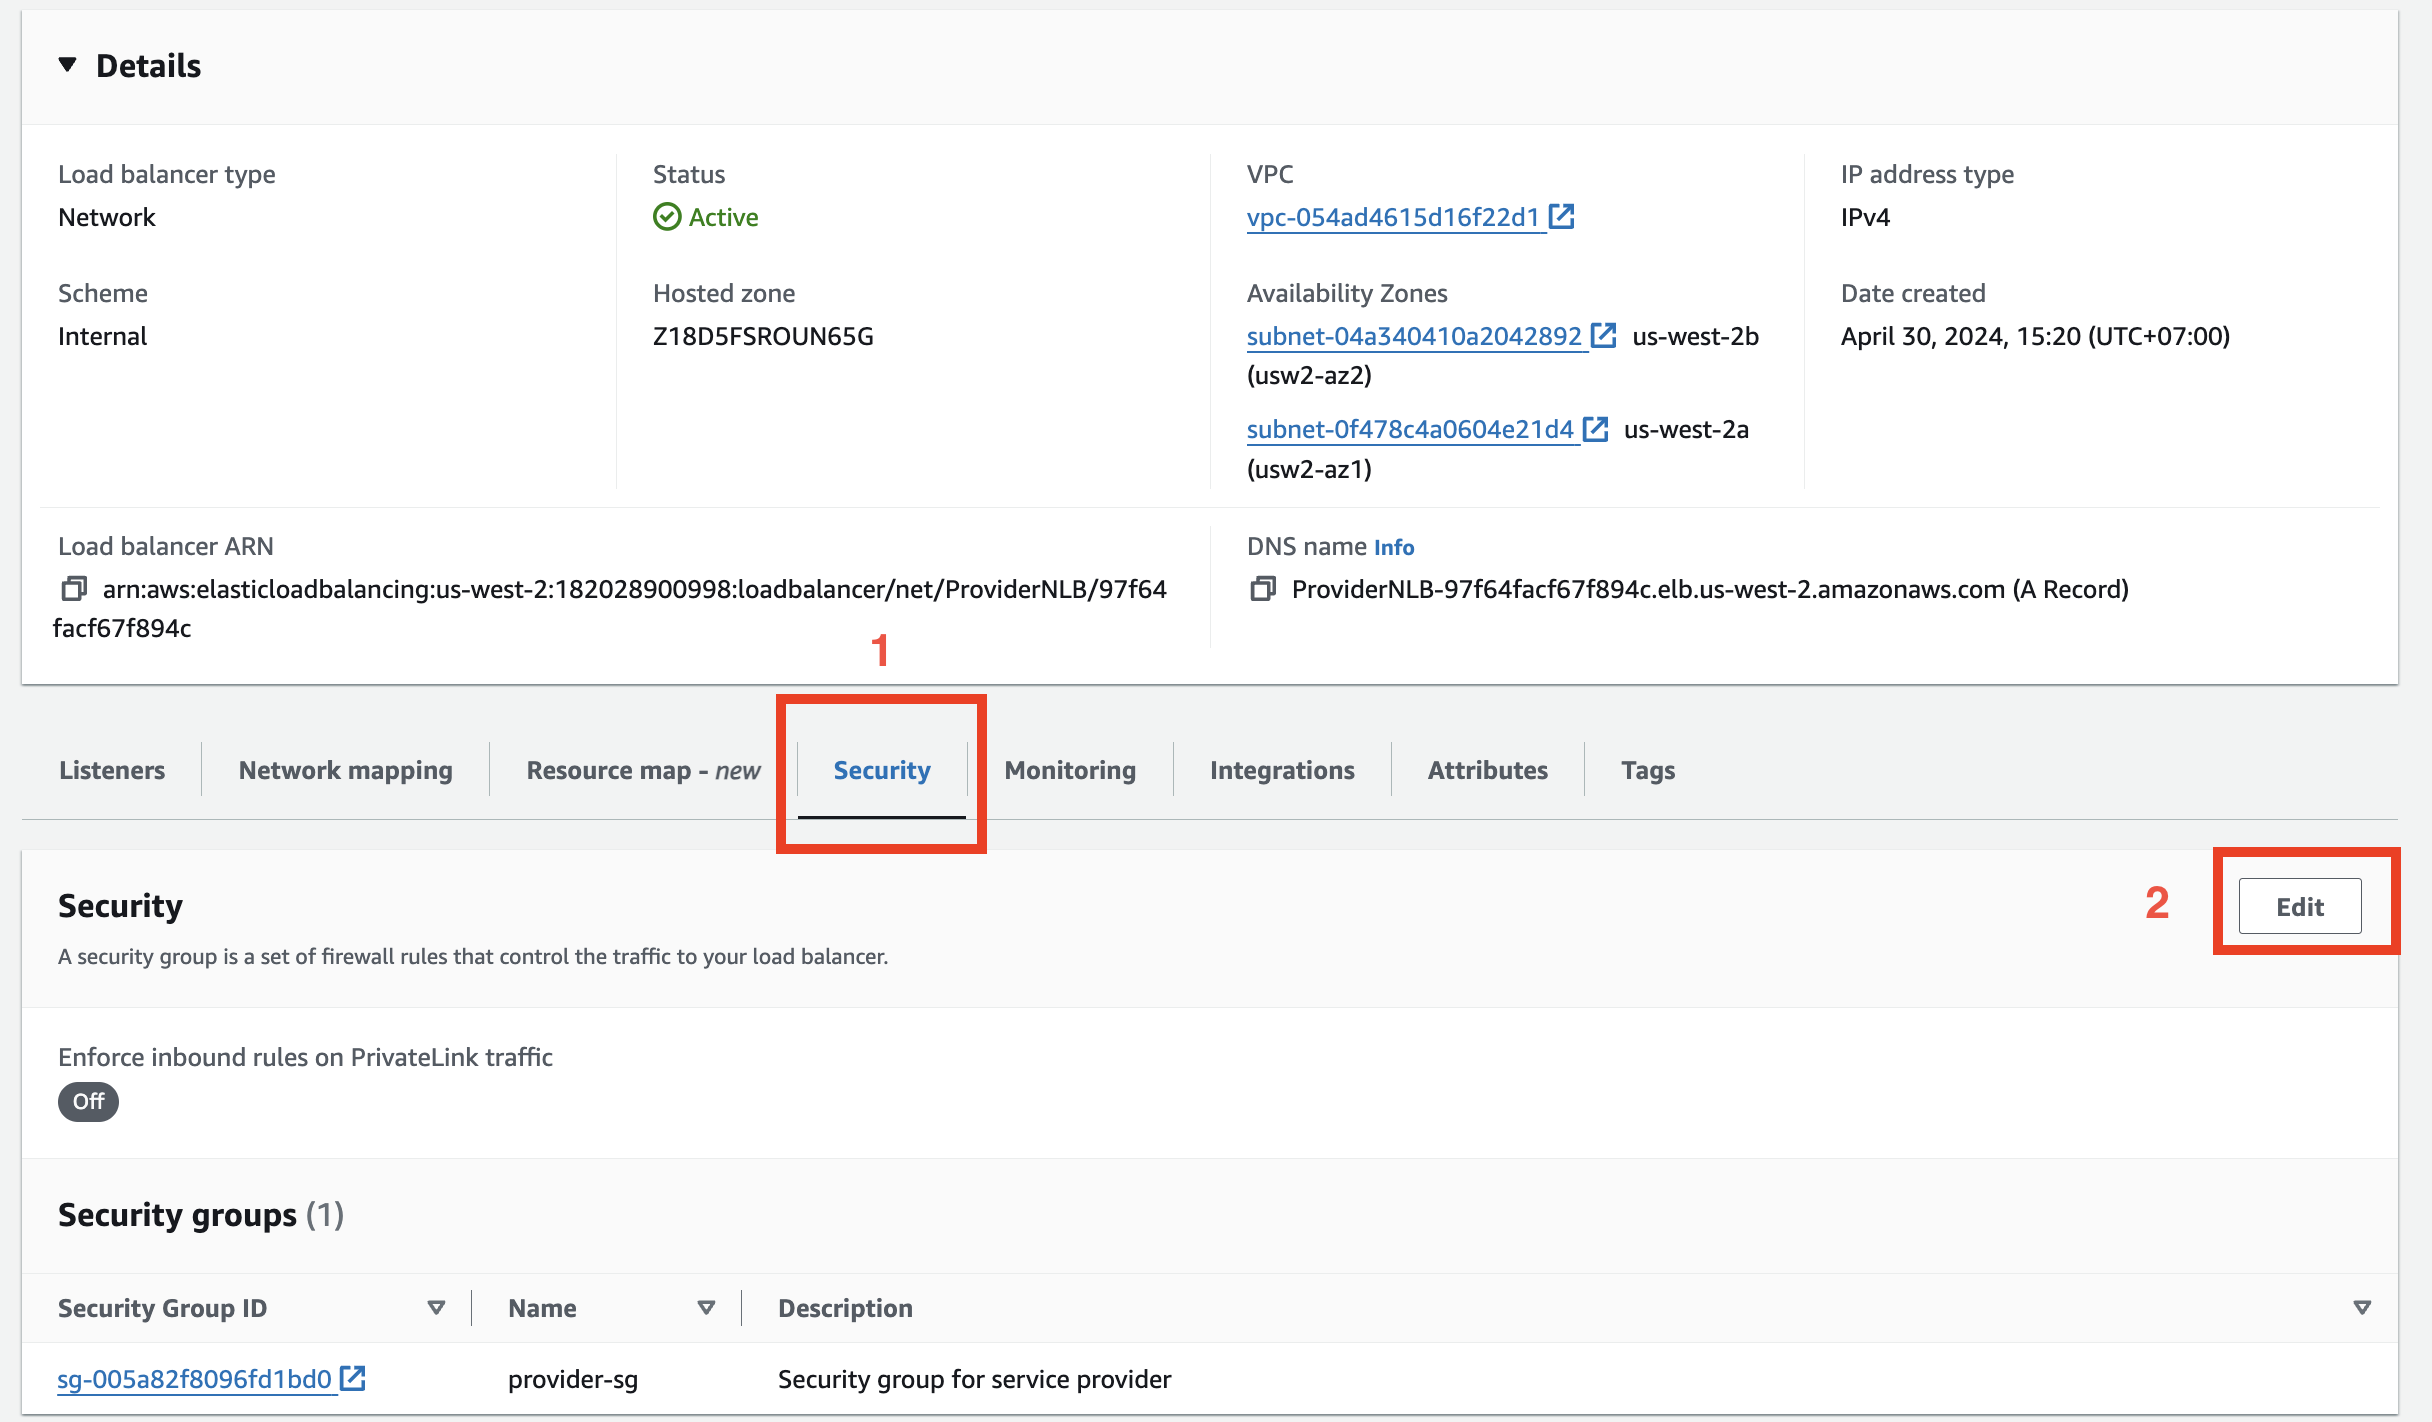 Details
Load balancer type
Network
Status
Active
VPC
vpc-054ad4615d16f22d1
IP address type
IPv4
Scheme
Internal
Hosted zone
Z18D5FSROUN65G
Availability Zones
subnet-04a340410a2042892 us-west-2b
(usw2-az2)
subnet-0f478c4a0604e21d4 us-west-2a
(usw2-az1)
Date created
April 30, 2024, 15:20 (UTC+07:00)
Load balancer ARN
arn:aws:elasticloadbalancing:us-west-2:182028900998:loadbalancer/net/ProviderNLB/97f64
facf67f894c
DNS name Info
ProviderNLB-97f64facf67f894c.elb.us-west-2.amazonaws.com (A Record)
1
Listeners Network mapping Resource map - new Security Monitoring Integrations Attributes Tags
Security
2 Edit
A security group is a set of firewall rules that control the traffic to your load balancer.
Enforce inbound rules on PrivateLink traffic
Off
Security groups (1)
Security Group ID Name Description
sg-005a82f8096fd1bd0 provider-sg Security group for service provider